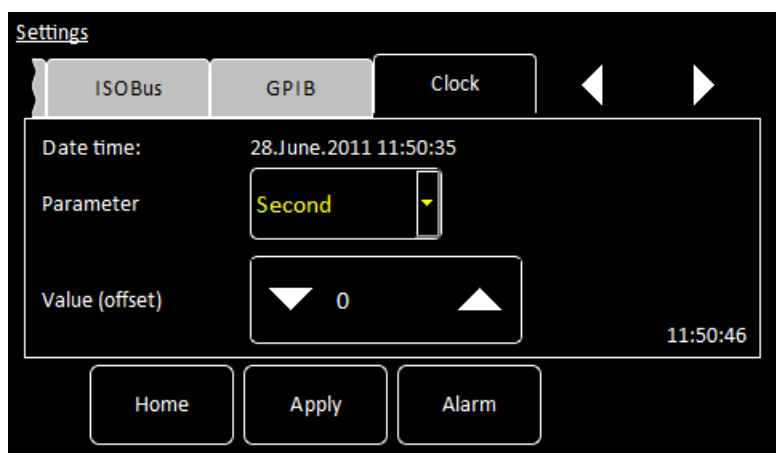 Settings
ISOBus GPIB Clock
Date time: 28.June.2011 11:50:35
Parameter Second
Value (offset) 0
11:50:46
Home Apply Alarm